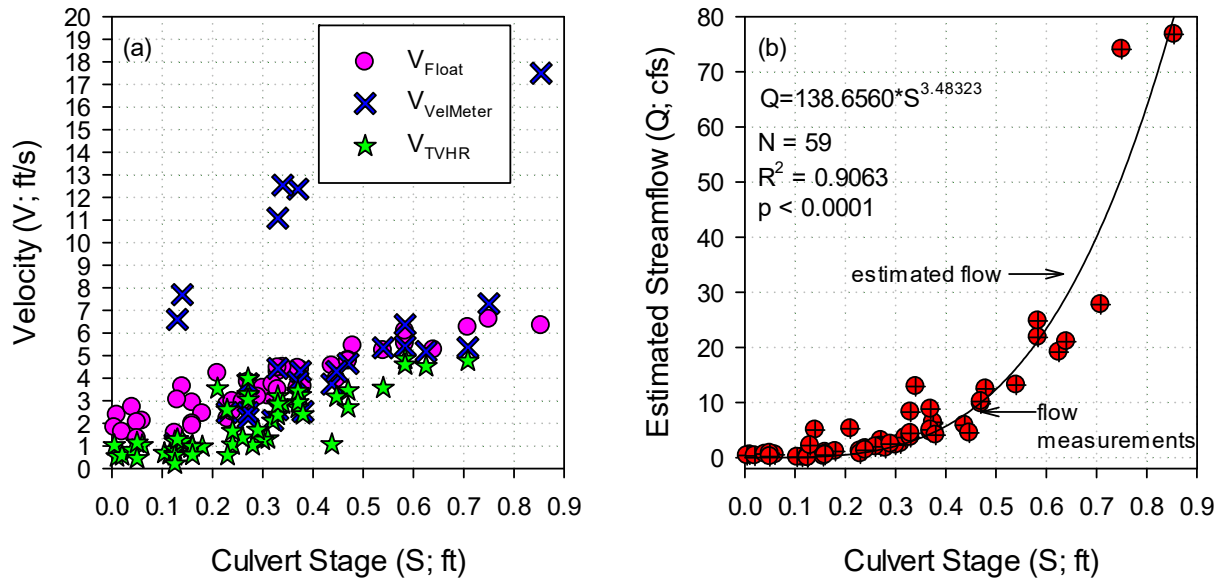 (a)
V_Float
V_VelMeter
V_TVHR
20
19
18
17
16
15
14
13
12
11
10
9
8
7
6
5
4
3
2
1
0
Velocity (V; ft/s)
0.0 0.1 0.2 0.3 0.4 0.5 0.6 0.7 0.8 0.9
Culvert Stage (S; ft)
(b)
Q=138.6560*S^3.48323
N = 59
R² = 0.9063
p < 0.0001
estimated flow
flow
measurements
80
70
60
50
40
30
20
10
0
Estimated Streamflow (Q; cfs)
0.0 0.1 0.2 0.3 0.4 0.5 0.6 0.7 0.8 0.9
Culvert Stage (S; ft)